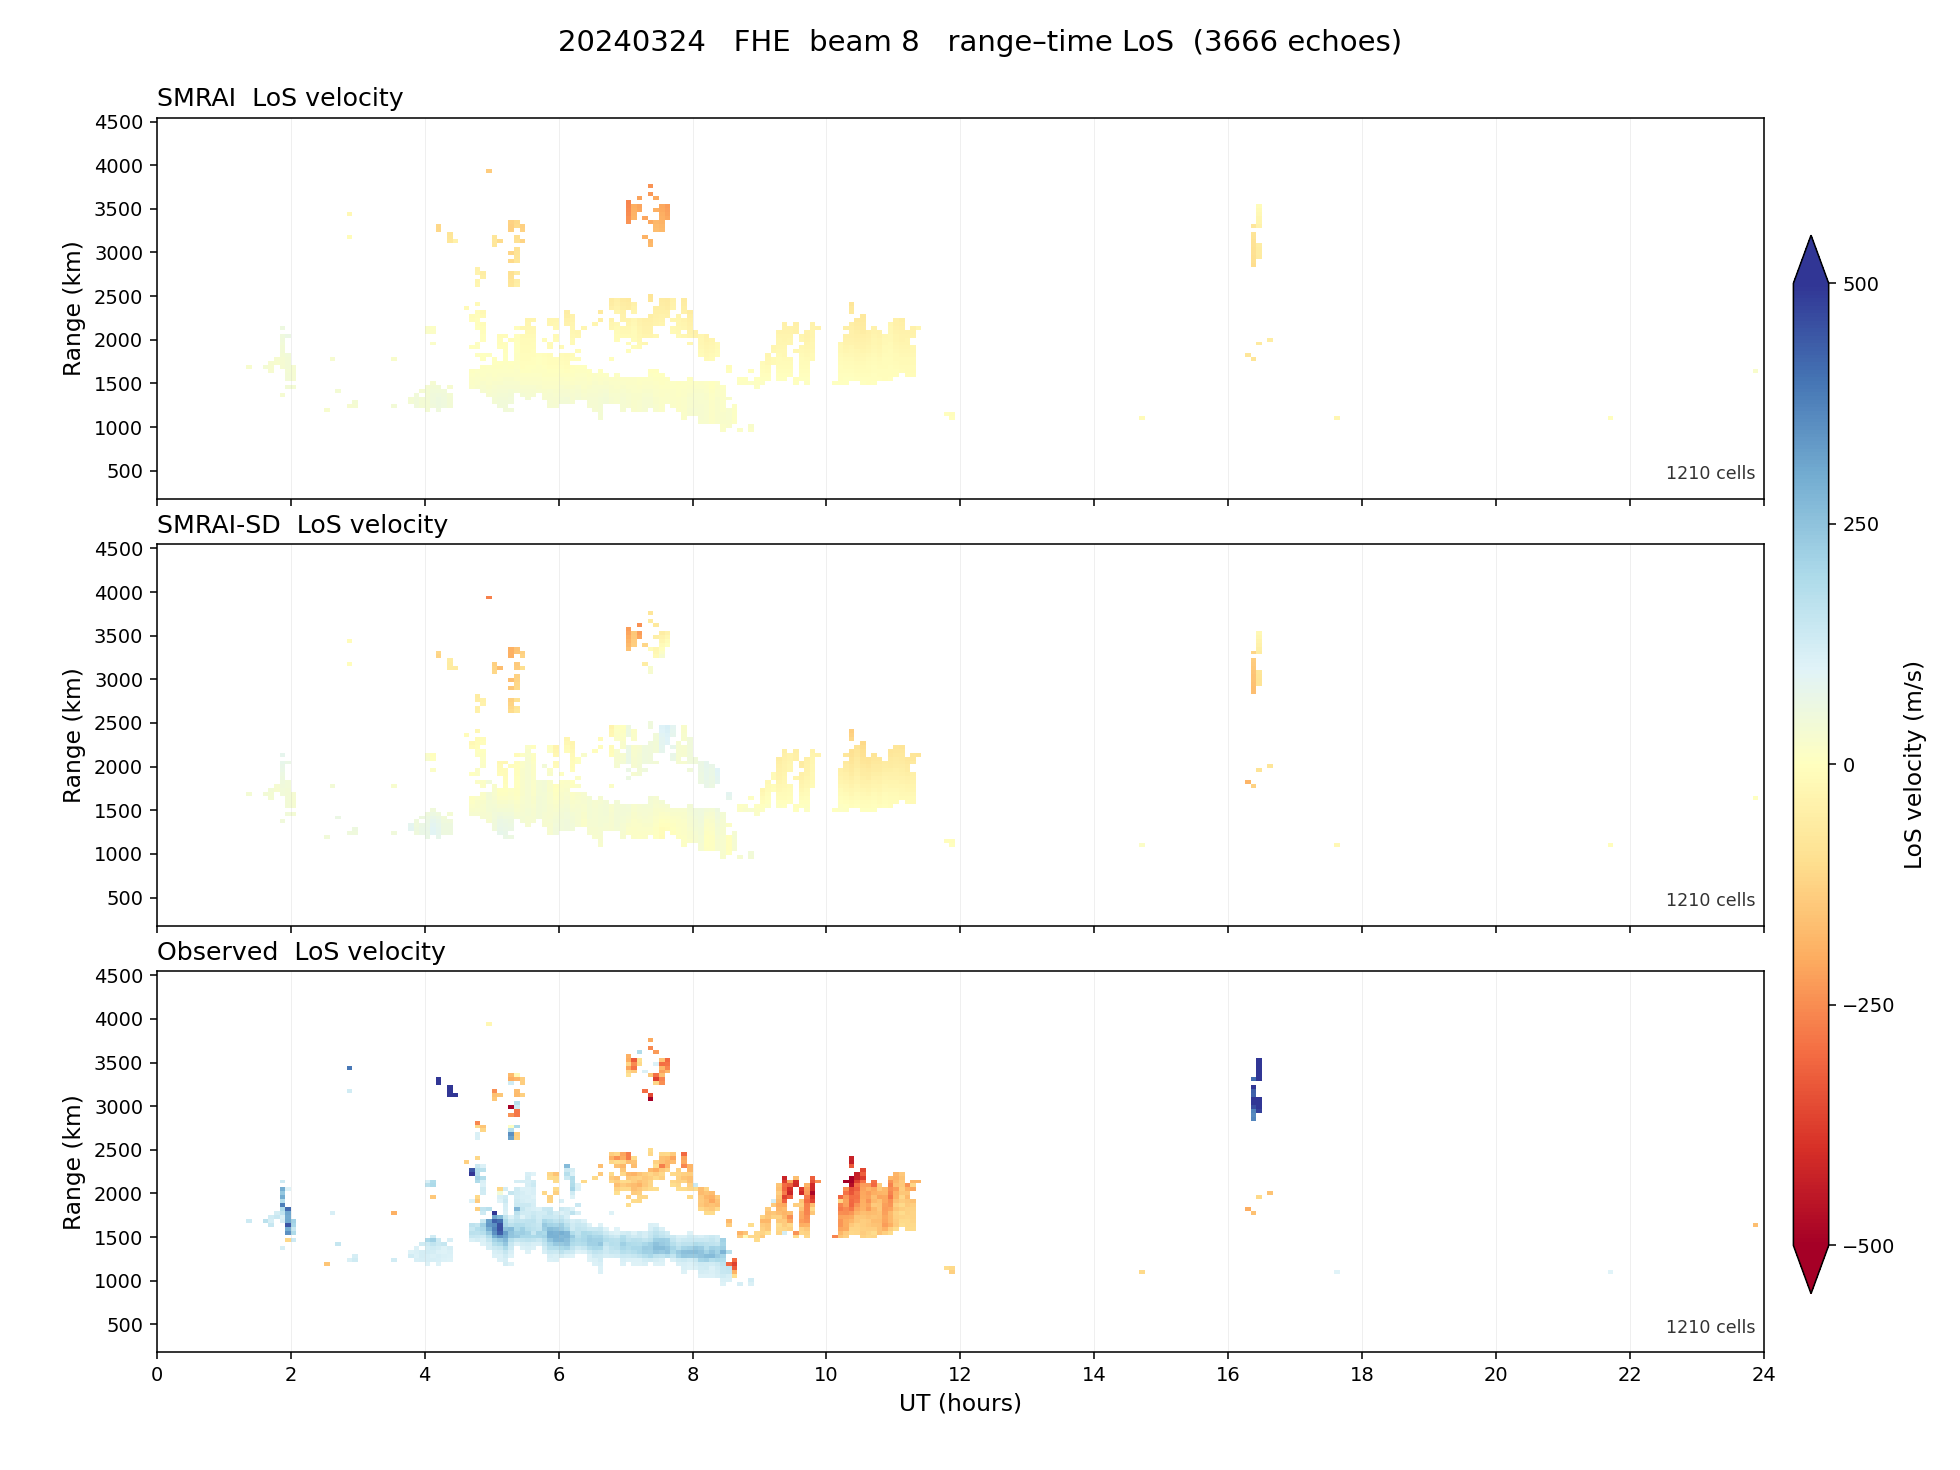 20240324   FHE  beam 8   range–time LoS  (3666 echoes)
SMRAI  LoS velocity
4500
4000
3500
3000
2500
2000
1500
1000
500
Range (km)
1210 cells
SMRAI-SD  LoS velocity
4500
4000
3500
3000
2500
2000
1500
1000
500
Range (km)
1210 cells
Observed  LoS velocity
4500
4000
3500
3000
2500
2000
1500
1000
500
Range (km)
1210 cells
0 2 4 6 8 10 12 14 16 18 20 22 24
UT (hours)
500
250
0
−250
−500
LoS velocity (m/s)